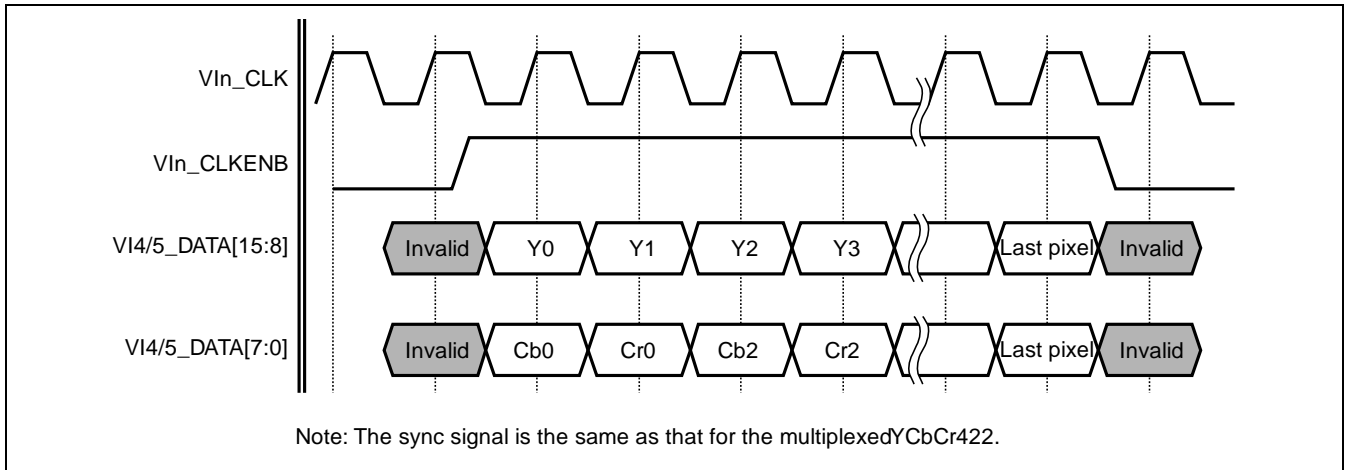 VIn_CLK
VIn_CLKENB
VI4/5_DATA[15:8] Invalid Y0 Y1 Y2 Y3 Last pixel Invalid
VI4/5_DATA[7:0] Invalid Cb0 Cr0 Cb2 Cr2 Last pixel Invalid
Note: The sync signal is the same as that for the multiplexedYCbCr422.